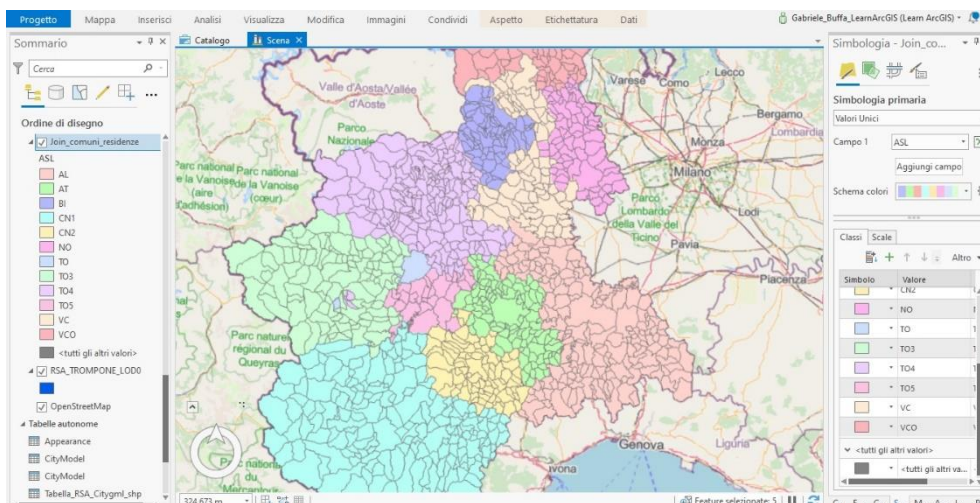 Progetto Mappa Inserisci Analisi Visualizza Modifica Immagini Condividi Aspetto Etichettatura Dati
Gabriele_Buffa_LearnArcGIS (Learn ArcGIS)
Sommario
Cerca
Ordine di disegno
Join_comuni_residenze
ASL
AL
AT
BI
CN1
CN2
NO
TO
TO3
TO4
TO5
VC
VCO
<tutti gli altri valori>
RSA_TROMPONE_LOD0
OpenStreetMap
Tabelle autonome
Appearance
CityModel
CityModel
Tabella_RSA_Citygml_shp
Catalogo
Scena
Valle d'Aosta/Vallée
d'Aoste
Parco
Nazionale
Parc national
de la Vanoise
(aire
d'adhésion)
Parc national
de la Vanoise
(cœur)
Parc naturel
régional du
Queyras
Parc national
Mercantour
Varese
Como
Lecco
Bergamo
Lombardia
Monza
Milano
Parco
Lombardo
della Valle del
Ticino
Lodi
Pavia
Piacenza
Genova
Liguria
vona
324.673 m
Feature selezionate: 5
Simbologia - Join_co...
Simbologia primaria
Valori Unici
Campo 1 ASL
Aggiungi campo
Schema colori
Classi Scale
Altro
Simbolo Valore
CN2
NO
TO
TO3
TO4
TO5
VC
VCO
<tutti gli altri valori>
<tutti gli altri va...